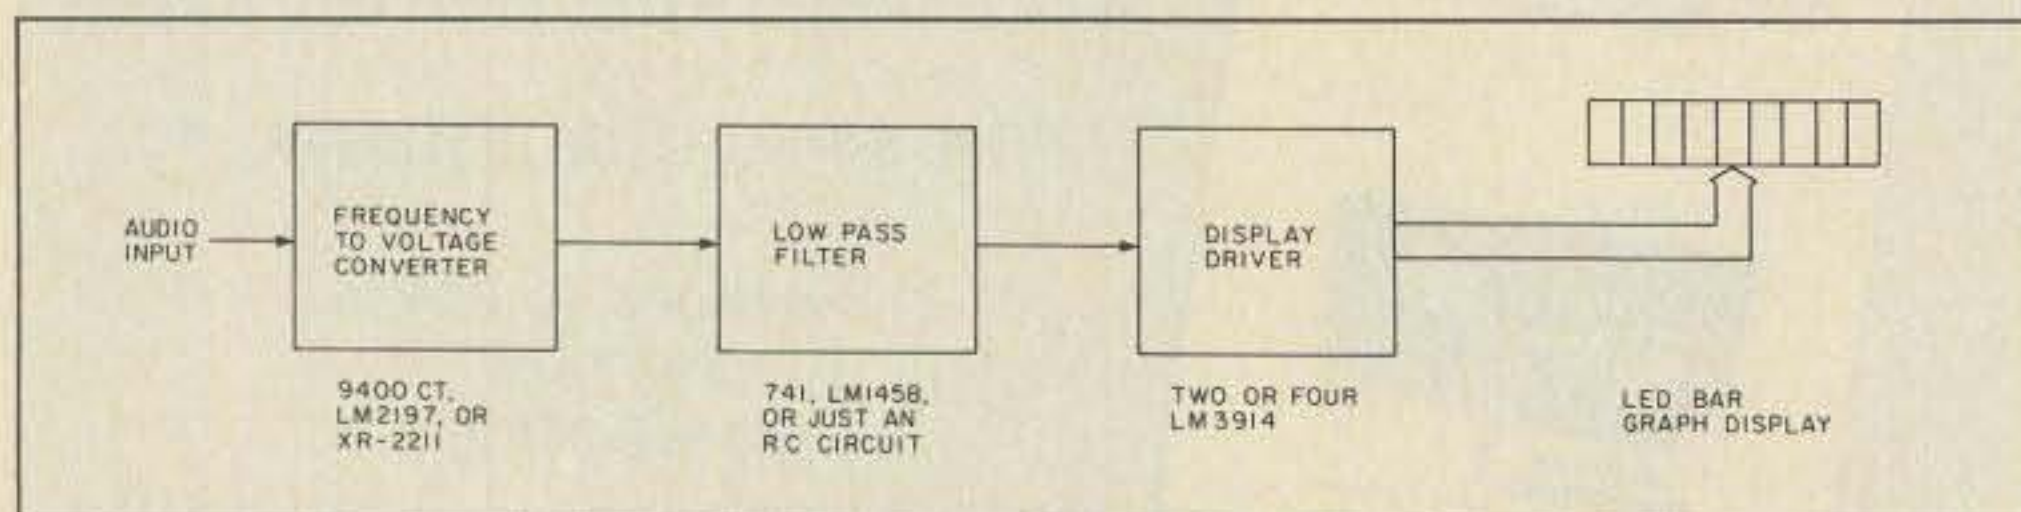 AUDIO
INPUT
FREQUENCY
TO VOLTAGE
CONVERTER
LOW PASS
FILTER
DISPLAY
DRIVER
9400 CT,
LM2197, OR
XR-2211
741, LM1458,
OR JUST AN
RC CIRCUIT
TWO OR FOUR
LM3914
LED BAR
GRAPH DISPLAY